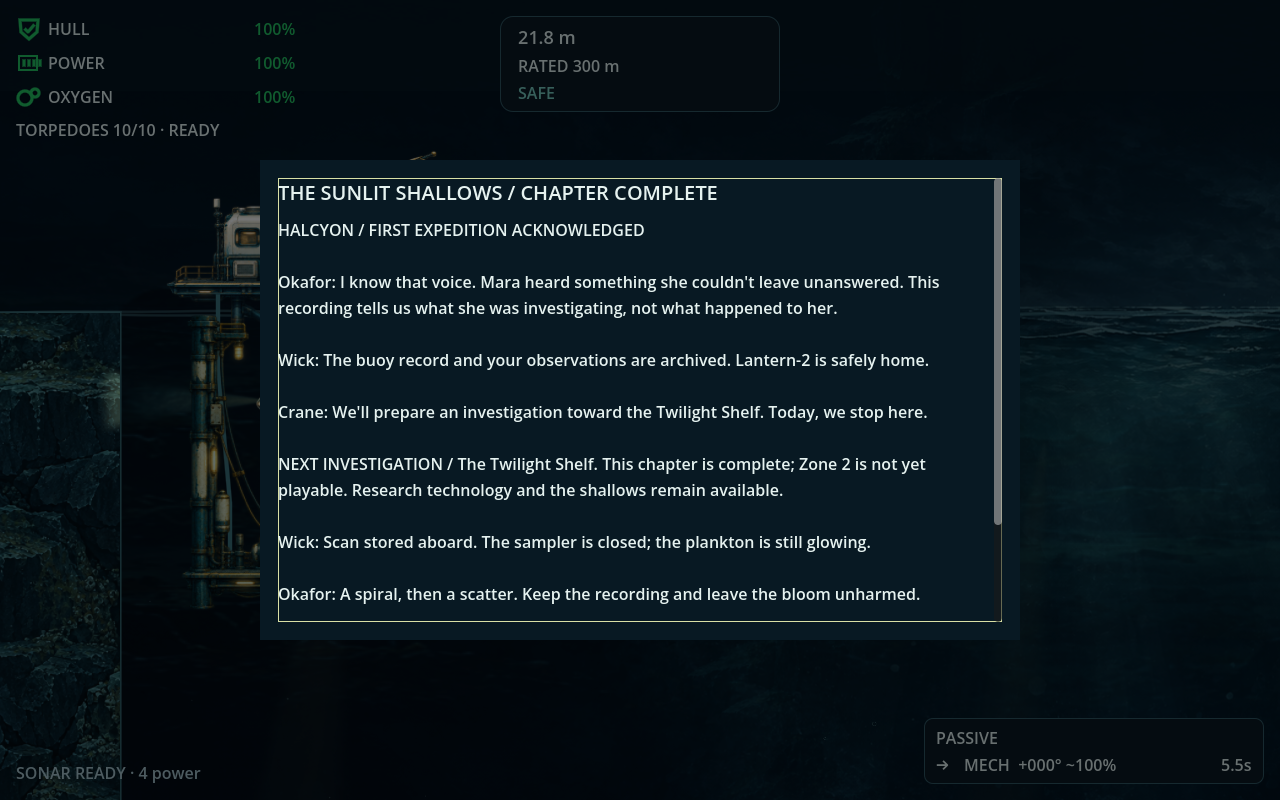 HULL 100%
POWER 100%
OXYGEN 100%
TORPEDOES 10/10 · READY
21.8 m
RATED 300 m
SAFE
THE SUNLIT SHALLOWS / CHAPTER COMPLETE
HALCYON / FIRST EXPEDITION ACKNOWLEDGED
Okafor: I know that voice. Mara heard something she couldn't leave unanswered. This
recording tells us what she was investigating, not what happened to her.
Wick: The buoy record and your observations are archived. Lantern-2 is safely home.
Crane: We'll prepare an investigation toward the Twilight Shelf. Today, we stop here.
NEXT INVESTIGATION / The Twilight Shelf. This chapter is complete; Zone 2 is not yet
playable. Research technology and the shallows remain available.
Wick: Scan stored aboard. The sampler is closed; the plankton is still glowing.
Okafor: A spiral, then a scatter. Keep the recording and leave the bloom unharmed.
SONAR READY · 4 power
PASSIVE
→ MECH +000° ~100% 5.5s